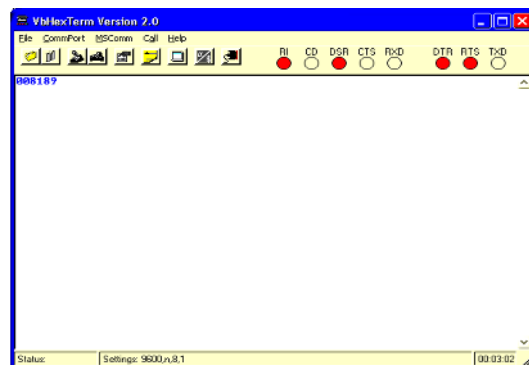 VbHexTerm Version 2.0
File CommPort MSComm Call Help
RI CD DSR CTS RXD DTR RTS TXD
008189
Status: Settings: 9600,n,8,1 00:03:02